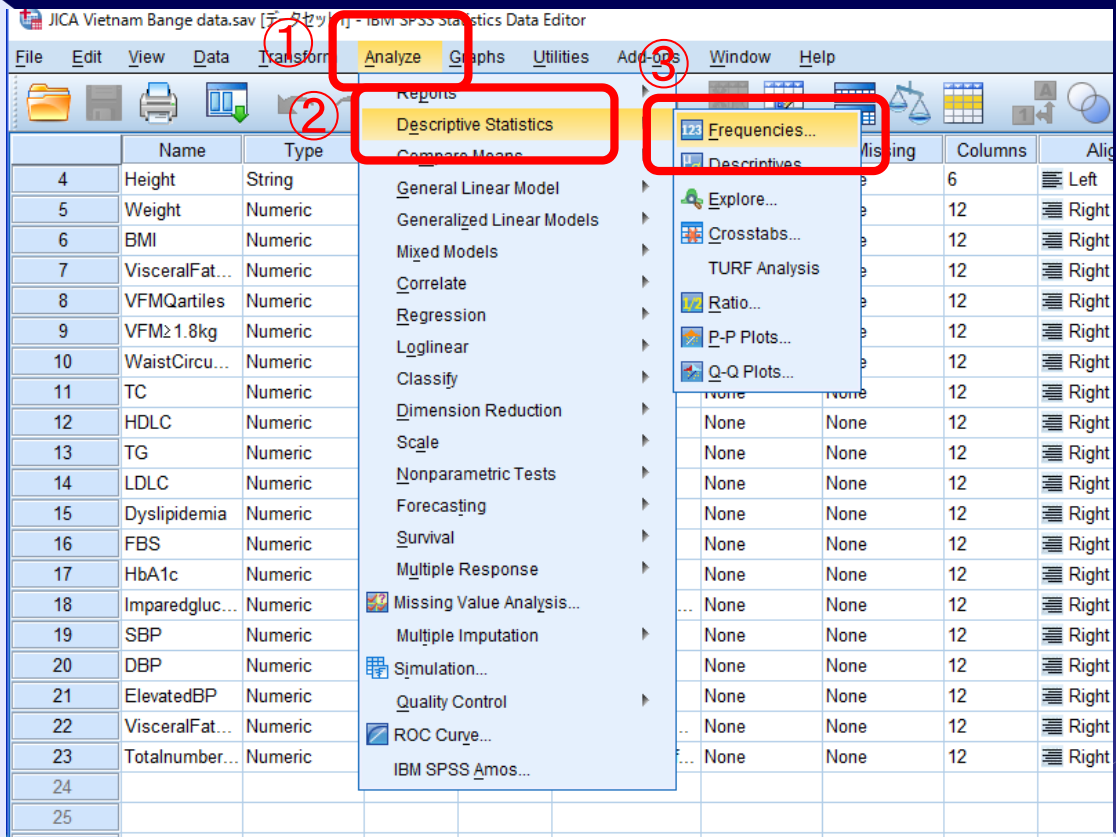 JICA Vietnam Bange data.sav [データセット1] - IBM SPSS Statistics Data Editor
① ③
File Edit View Data Transform Analyze Graphs Utilities Add-ons Window Help
②
Reports
Descriptive Statistics
Compare Means
General Linear Model
Generalized Linear Models
Mixed Models
Correlate
Regression
Loglinear
Classify
Dimension Reduction
Scale
Nonparametric Tests
Forecasting
Survival
Multiple Response
Missing Value Analysis...
Multiple Imputation
Simulation...
Quality Control
ROC Curve...
IBM SPSS Amos...
123 Frequencies...
Descriptives
Explore...
Crosstabs...
TURF Analysis
1/2 Ratio...
P-P Plots...
Q-Q Plots...
Name Type Missing Columns Alig
4 Height String 6 Left
5 Weight Numeric 12 Right
6 BMI Numeric 12 Right
7 VisceralFat... Numeric 12 Right
8 VFMQartiles Numeric 12 Right
9 VFM≥1.8kg Numeric 12 Right
10 WaistCircu... Numeric 12 Right
11 TC Numeric None None 12 Right
12 HDLC Numeric None None 12 Right
13 TG Numeric None None 12 Right
14 LDLC Numeric None None 12 Right
15 Dyslipidemia Numeric None None 12 Right
16 FBS Numeric None None 12 Right
17 HbA1c Numeric None None 12 Right
18 Imparedgluc... Numeric ... None None 12 Right
19 SBP Numeric None None 12 Right
20 DBP Numeric None None 12 Right
21 ElevatedBP Numeric None None 12 Right
22 VisceralFat... Numeric .. None None 12 Right
23 Totalnumber... Numeric ... None None 12 Right
24
25